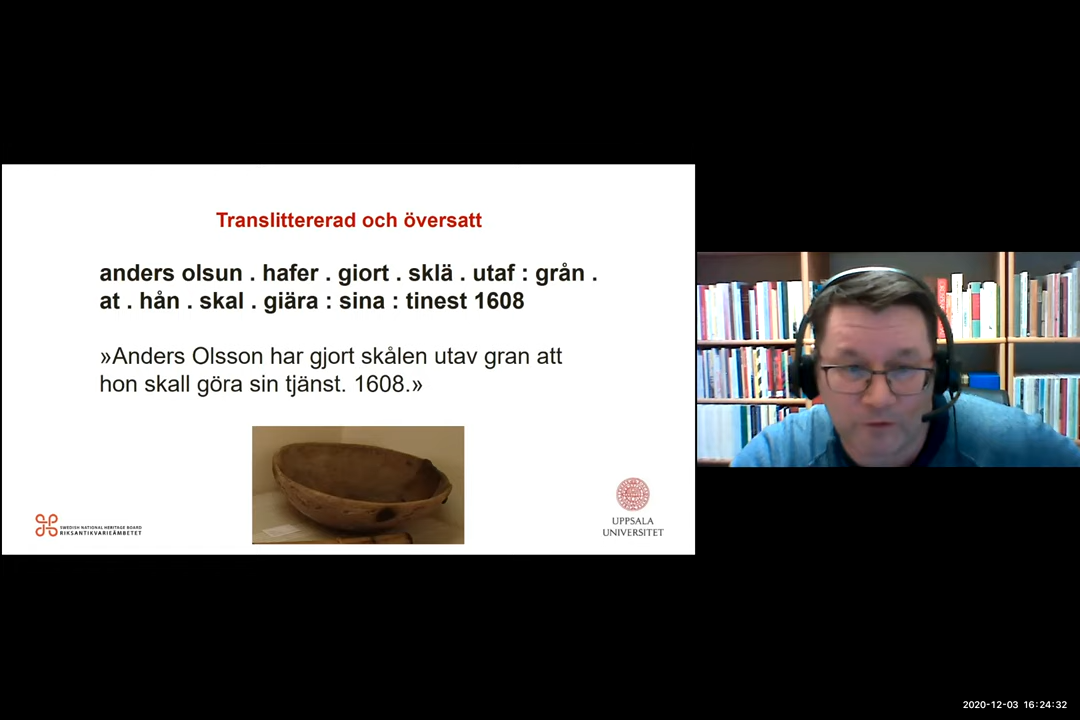 Translittererad och översatt
anders olsun . hafer . giort . sklä . utaf : grån .
at . hån . skal . giära : sina : tinest 1608
»Anders Olsson har gjort skålen utav gran att
hon skall göra sin tjänst. 1608.»
SWEDISH NATIONAL HERITAGE BOARD
RIKSANTIKVARIEÄMBETET
UPPSALA
UNIVERSITET
2020-12-03 16:24:32